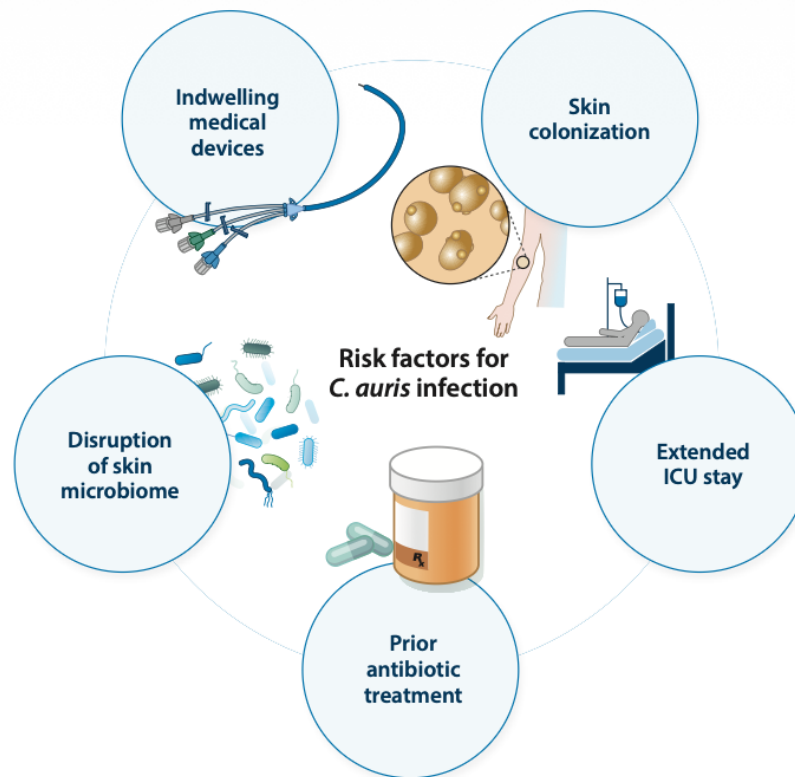 Indwelling
medical
devices
Skin
colonization
Risk factors for
C. auris infection
Disruption
of skin
microbiome
Extended
ICU stay
Rx
Prior
antibiotic
treatment